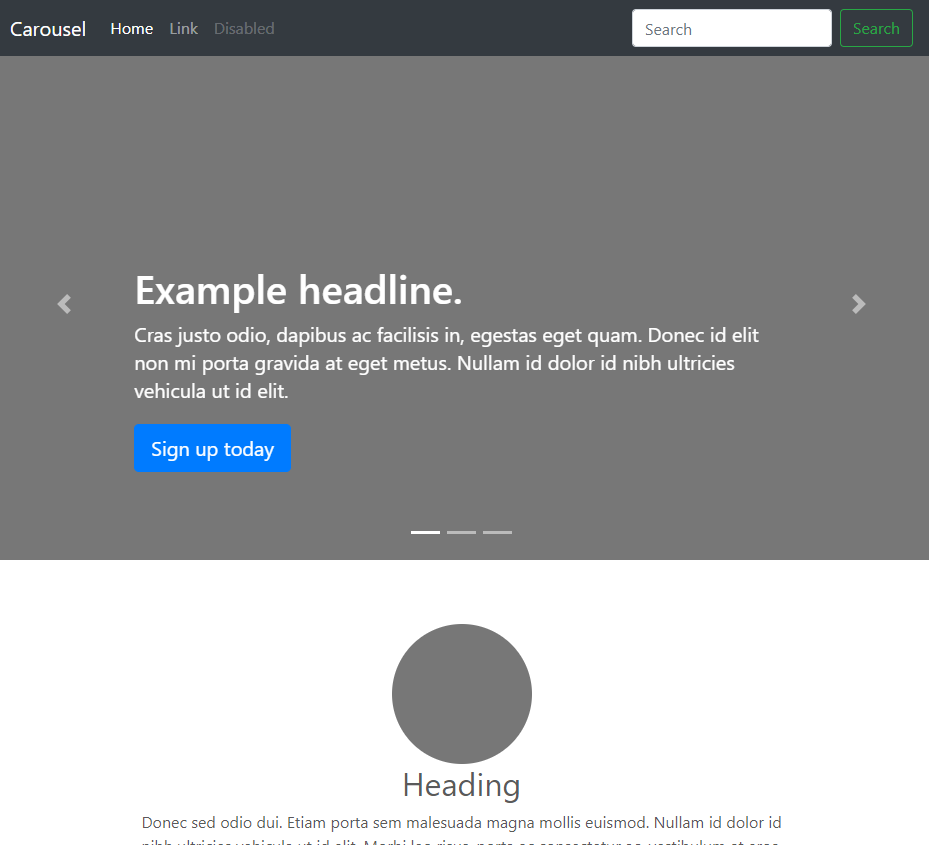 Carousel Home Link Disabled Search Search
Example headline.
Cras justo odio, dapibus ac facilisis in, egestas eget quam. Donec id elit
non mi porta gravida at eget metus. Nullam id dolor id nibh ultricies
vehicula ut id elit.
Sign up today
Heading
Donec sed odio dui. Etiam porta sem malesuada magna mollis euismod. Nullam id dolor id